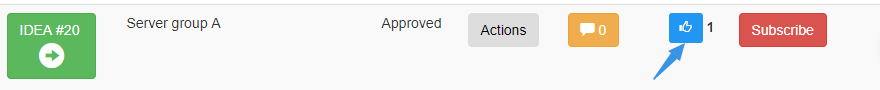 IDEA #20
Server group A
Approved
Actions
0
1
Subscribe